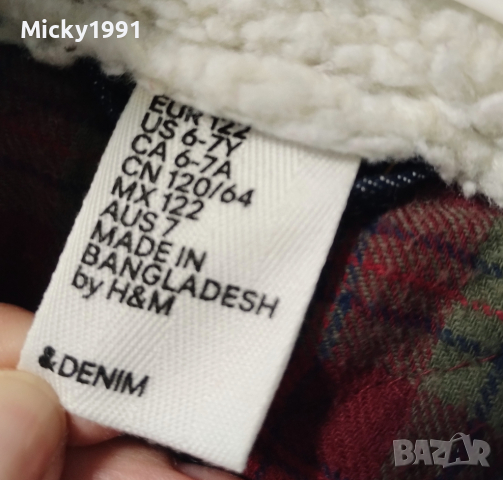 Micky1991
EUR 122
US 6-7Y
CA 6-7A
CN 120/64
MX 122
AUS 7
MADE IN
BANGLADESH
by H&M
&DENIM
BAZAR